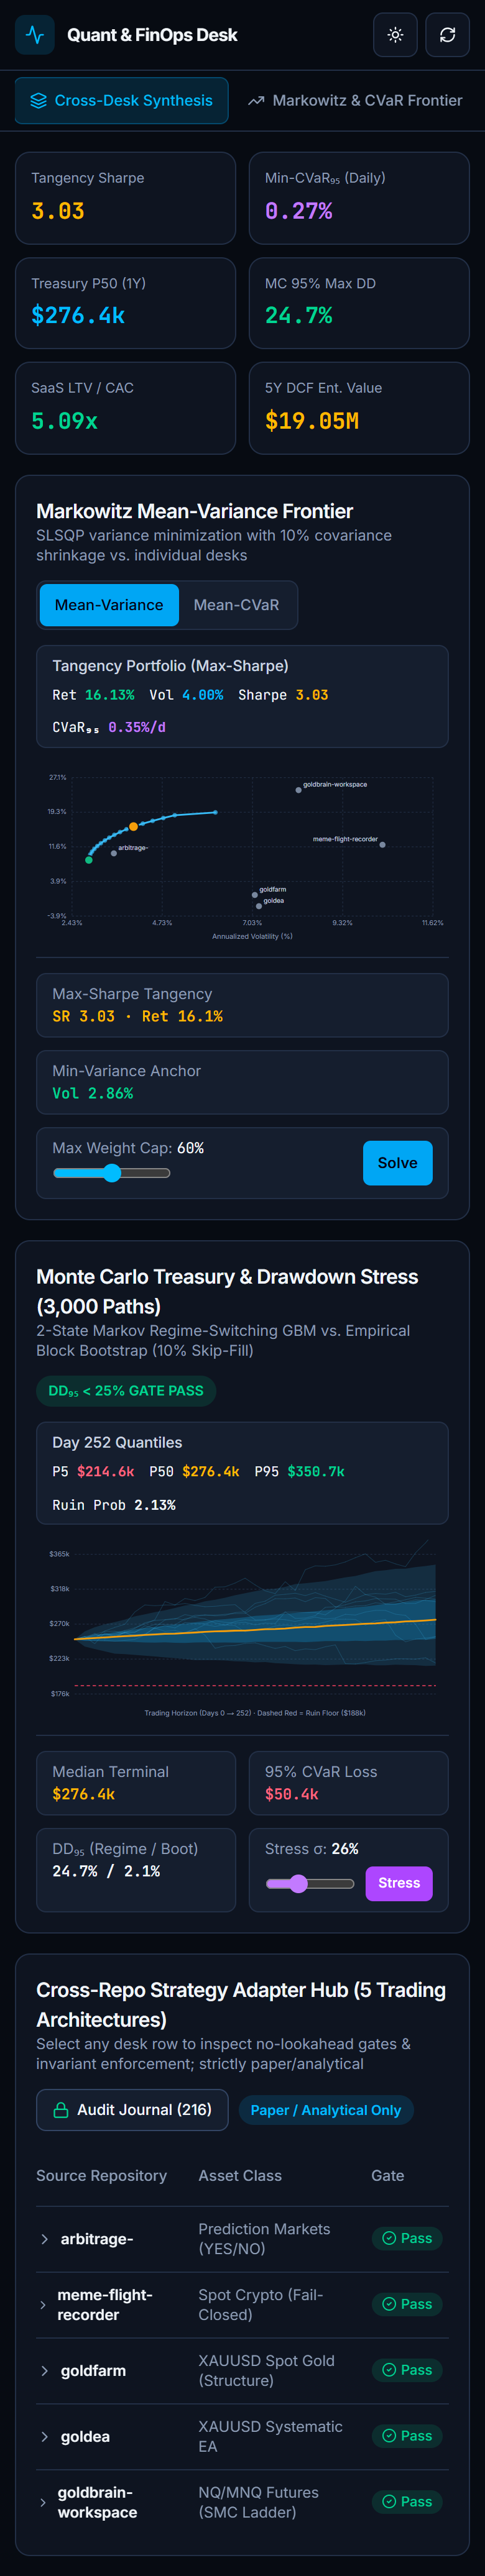 Quant & FinOps Desk
Cross-Desk Synthesis
Markowitz & CVaR Frontier
Tangency Sharpe
3.03
Min-CVaR₉₅ (Daily)
0.27%
Treasury P50 (1Y)
$276.4k
MC 95% Max DD
24.7%
SaaS LTV / CAC
5.09x
5Y DCF Ent. Value
$19.05M
Markowitz Mean-Variance Frontier
SLSQP variance minimization with 10% covariance
shrinkage vs. individual desks
Mean-Variance
Mean-CVaR
Tangency Portfolio (Max-Sharpe)
Ret 16.13% Vol 4.00% Sharpe 3.03
CVaR₉₅ 0.35%/d
27.1%
19.3%
11.6%
3.9%
-3.9%
goldbrain-workspace
meme-flight-recorder
arbitrage-
goldfarm
goldea
2.43% 4.73% 7.03% 9.32% 11.62%
Annualized Volatility (%)
Max-Sharpe Tangency
SR 3.03 · Ret 16.1%
Min-Variance Anchor
Vol 2.86%
Max Weight Cap: 60%
Solve
Monte Carlo Treasury & Drawdown Stress
(3,000 Paths)
2-State Markov Regime-Switching GBM vs. Empirical
Block Bootstrap (10% Skip-Fill)
DD₉₅ < 25% GATE PASS
Day 252 Quantiles
P5 $214.6k P50 $276.4k P95 $350.7k
Ruin Prob 2.13%
$365k
$318k
$270k
$223k
$176k
Trading Horizon (Days 0 → 252) · Dashed Red = Ruin Floor ($188k)
Median Terminal
$276.4k
95% CVaR Loss
$50.4k
DD₉₅ (Regime / Boot)
24.7% / 2.1%
Stress σ: 26%
Stress
Cross-Repo Strategy Adapter Hub (5 Trading
Architectures)
Select any desk row to inspect no-lookahead gates &
invariant enforcement; strictly paper/analytical
Audit Journal (216)
Paper / Analytical Only
Source Repository Asset Class Gate
arbitrage-
Prediction Markets
(YES/NO)
Pass
meme-flight-
recorder
Spot Crypto (Fail-
Closed)
Pass
goldfarm
XAUUSD Spot Gold
(Structure)
Pass
goldea
XAUUSD Systematic
EA
Pass
goldbrain-
workspace
NQ/MNQ Futures
(SMC Ladder)
Pass